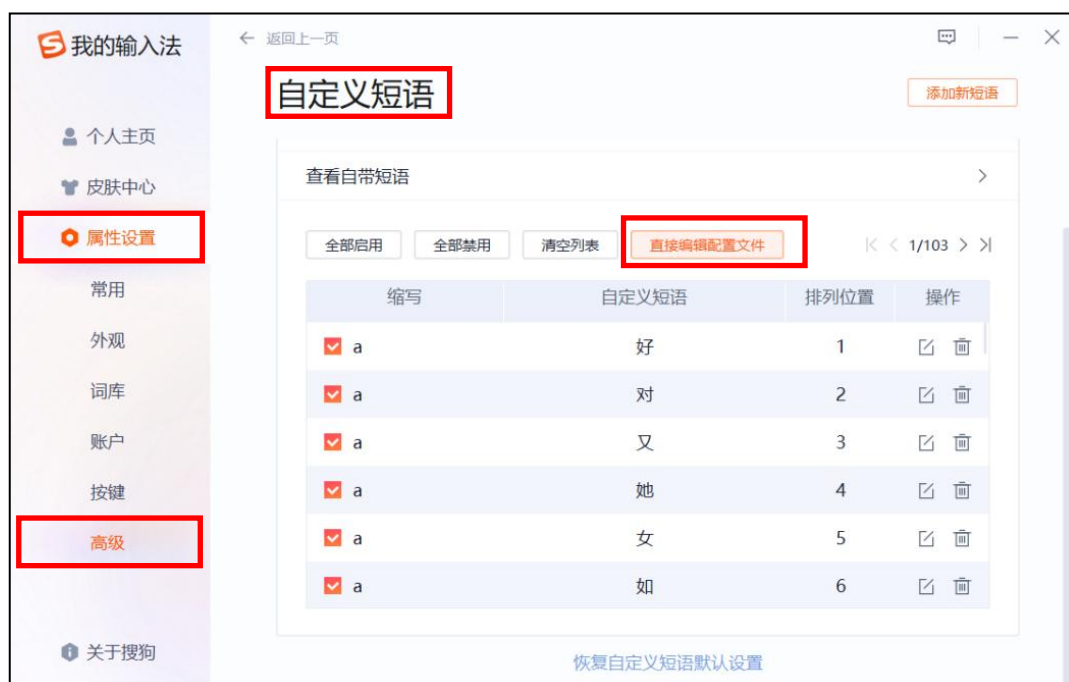 我的输入法
返回上一页
自定义短语
添加新短语
个人主页
皮肤中心
属性设置
常用
外观
词库
账户
按键
高级
关于搜狗
查看自带短语
全部启用 全部禁用 清空列表 直接编辑配置文件 1/103
缩写 自定义短语 排列位置 操作
a 好 1
a 对 2
a 又 3
a 她 4
a 女 5
a 如 6
恢复自定义短语默认设置